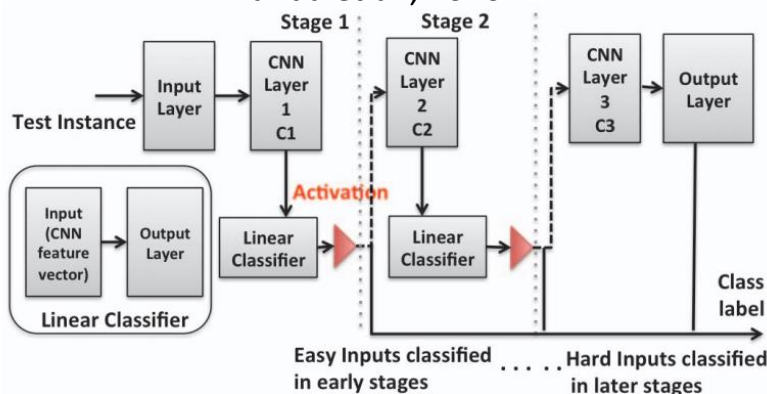 Stage 1
Stage 2
Test Instance
Input
Layer
CNN
Layer
1
C1
CNN
Layer
2
C2
CNN
Layer
3
C3
Output
Layer
Activation
Input
(CNN
feature
vector)
Output
Layer
Linear Classifier
Linear
Classifier
Linear
Classifier
Class
label
Easy Inputs classified
in early stages
. . . . .
Hard Inputs classified
in later stages